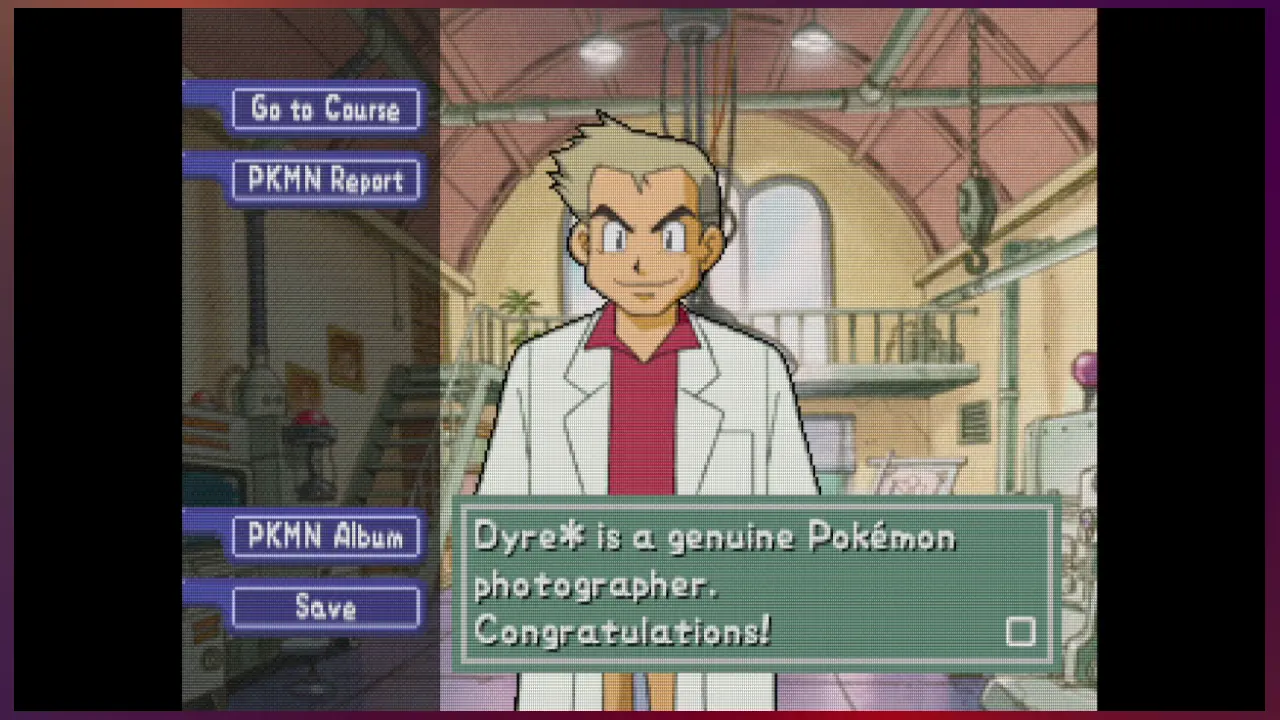 Go to Course
PKMN Report
PKMN Album
Save
Dyre* is a genuine Pokémon
photographer.
Congratulations!